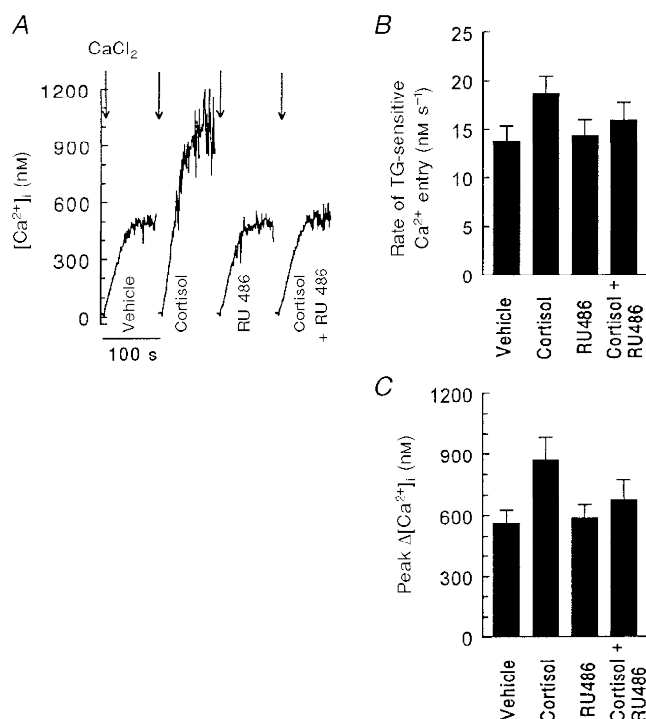 A
CaCl2
[Ca2+]i (nM)
1200
900
600
300
0
Vehicle
Cortisol
RU 486
Cortisol
+ RU 486
100 s
B
Rate of TG-sensitive
Ca2+ entry (nM s−1)
25
20
15
10
5
0
Vehicle
Cortisol
RU486
Cortisol +
RU486
C
Peak Δ[Ca2+]i (nM)
1200
900
600
300
0
Vehicle
Cortisol
RU486
Cortisol +
RU486